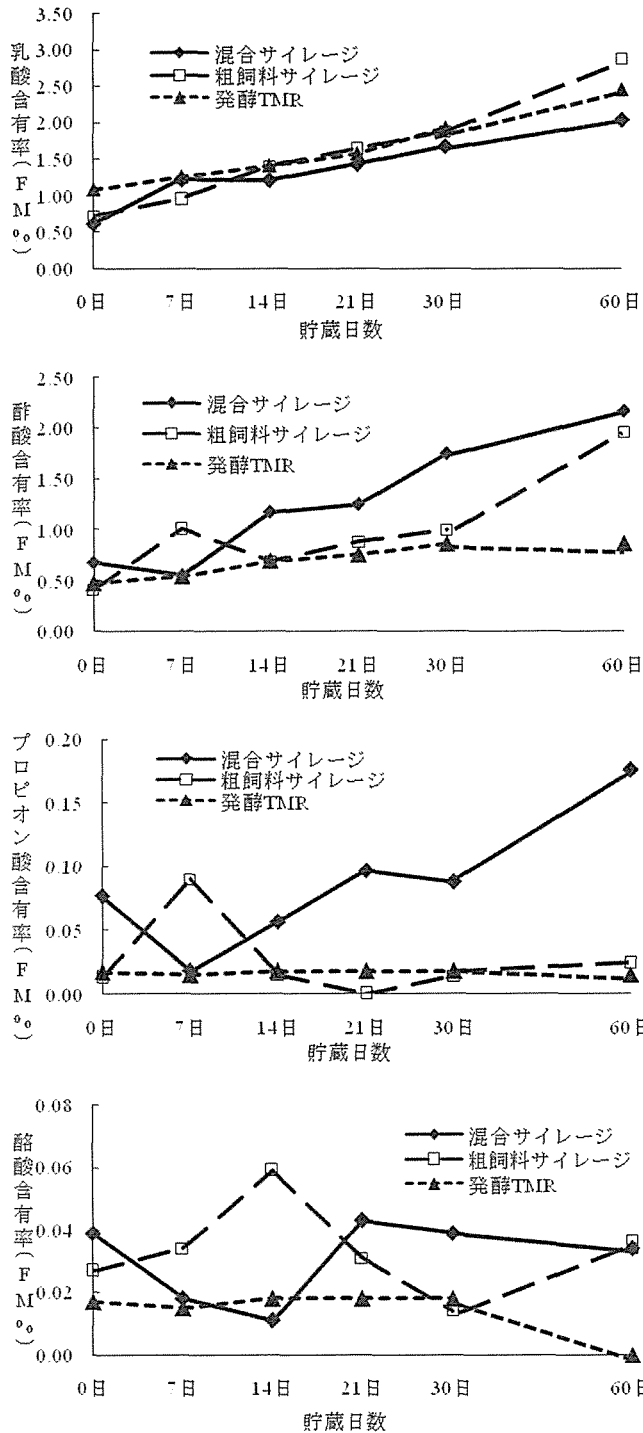 乳酸含有率(FM%)
3.50
3.00
2.50
2.00
1.50
1.00
0.50
0.00
混合サイレージ
粗飼料サイレージ
発酵TMR
0日 7日 14日 21日 30日 60日
貯蔵日数
酢酸含有率(FM%)
2.50
2.00
1.50
1.00
0.50
0.00
混合サイレージ
粗飼料サイレージ
発酵TMR
0日 7日 14日 21日 30日 60日
貯蔵日数
プロピオン酸含有率(FM%)
0.20
0.15
0.10
0.05
0.00
混合サイレージ
粗飼料サイレージ
発酵TMR
0日 7日 14日 21日 30日 60日
貯蔵日数
酪酸含有率(FM%)
0.08
0.06
0.04
0.02
0.00
混合サイレージ
粗飼料サイレージ
発酵TMR
0日 7日 14日 21日 30日 60日
貯蔵日数